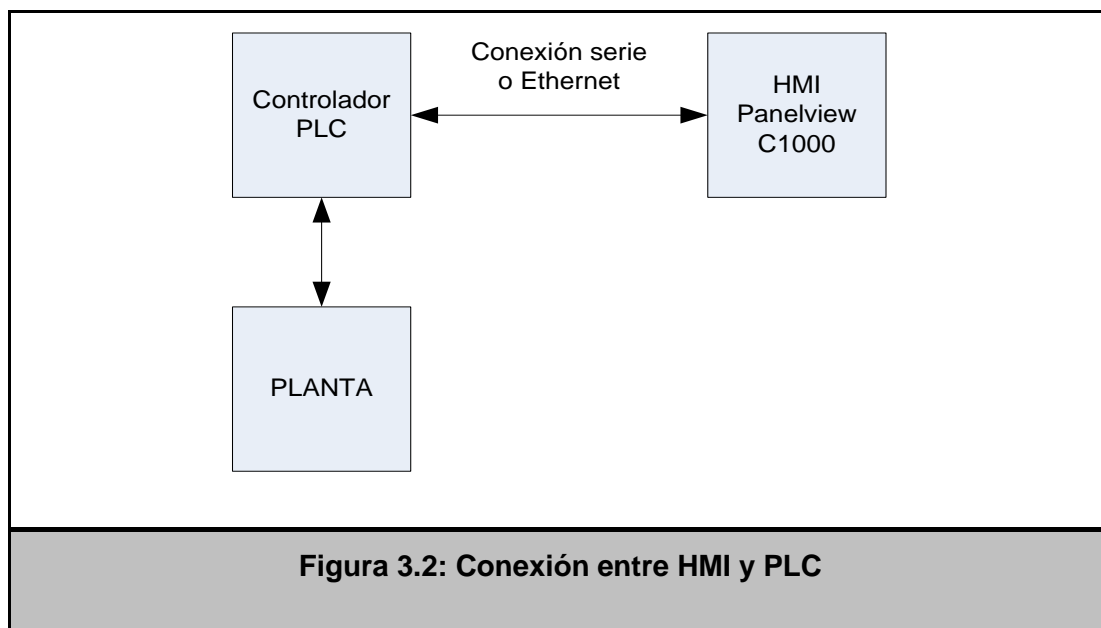 Conexión serie
o Ethernet
Controlador
PLC
HMI
Panelview
C1000
PLANTA
Figura 3.2: Conexión entre HMI y PLC